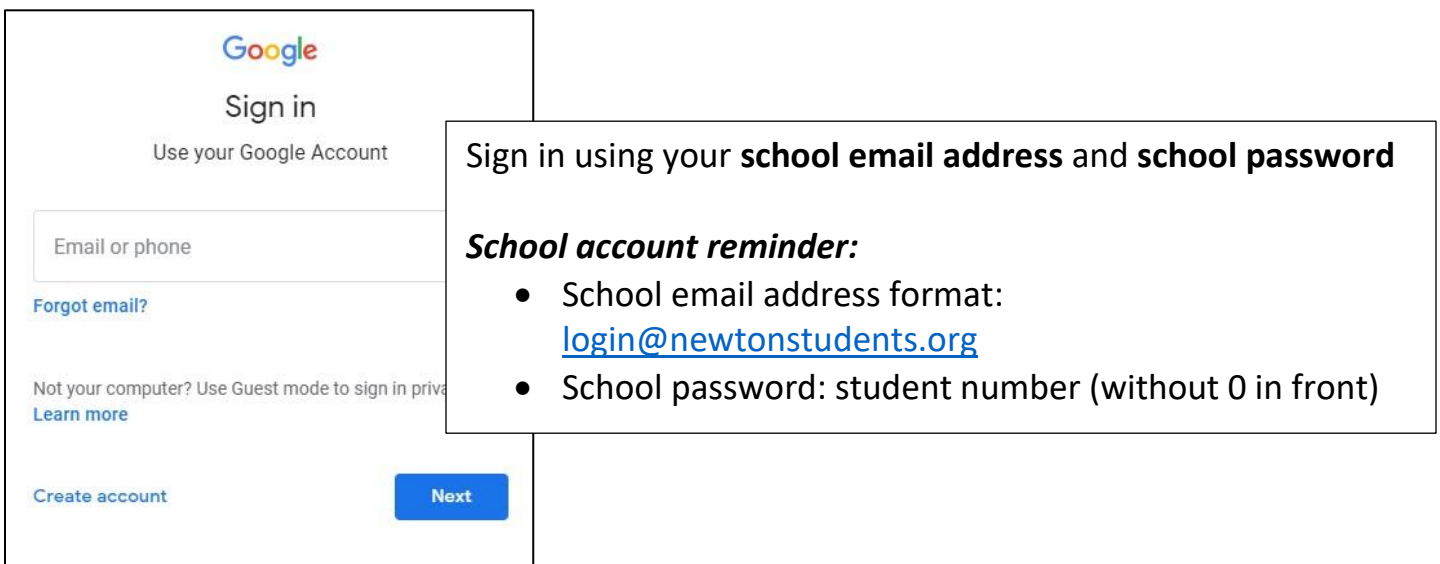 Google
Sign in
Use your Google Account
Email or phone
Forgot email?
Not your computer? Use Guest mode to sign in
Learn more
Create account
Next
Sign in using your school email address and school password
School account reminder:
• School email address format:
login@newtonstudents.org
• School password: student number (without 0 in front)